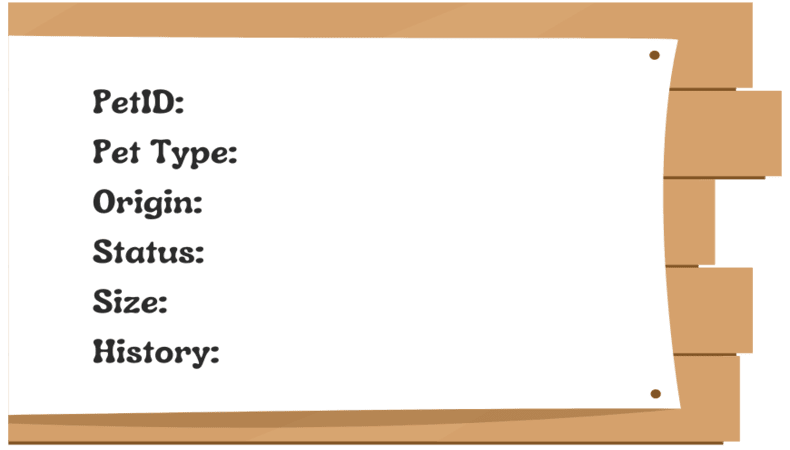 PetID:
Pet Type:
Origin:
Status:
Size:
History: